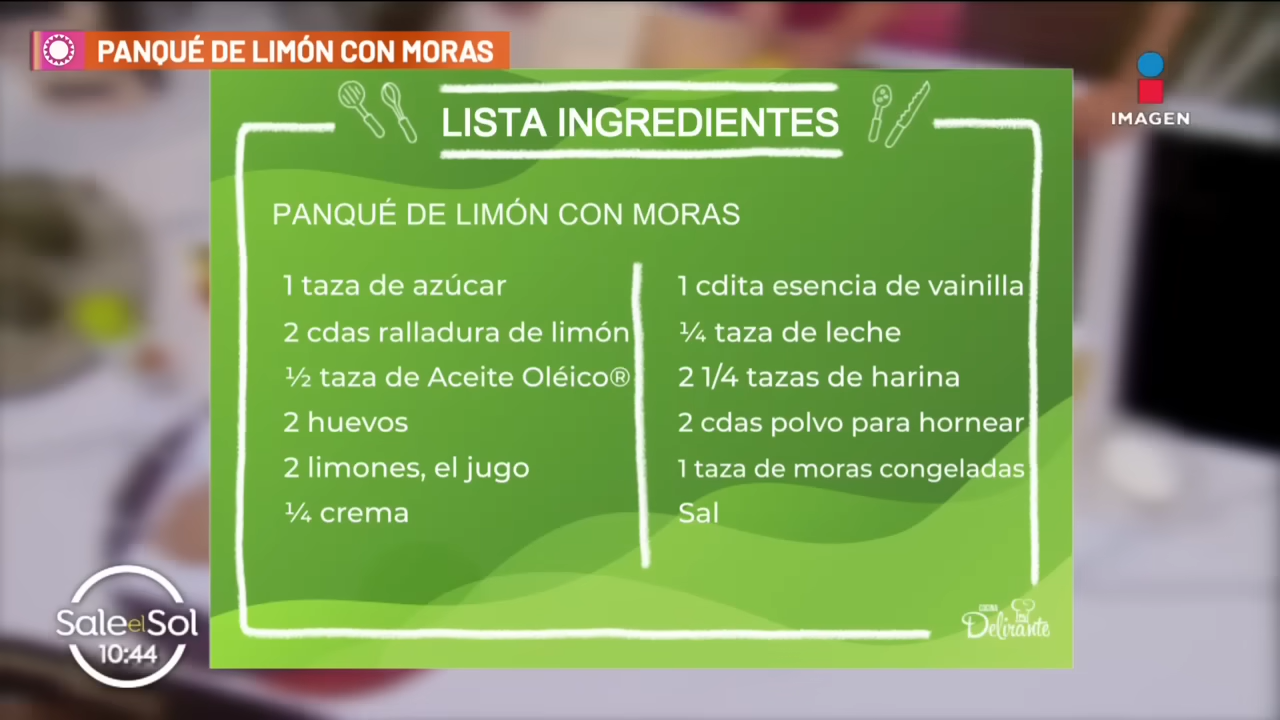 PANQUÉ DE LIMÓN CON MORAS
IMAGEN
LISTA INGREDIENTES
PANQUÉ DE LIMÓN CON MORAS
1 taza de azúcar
2 cdas ralladura de limón
½ taza de Aceite Oléico®
2 huevos
2 limones, el jugo
¼ crema
1 cdita esencia de vainilla
¼ taza de leche
2 1/4 tazas de harina
2 cdas polvo para hornear
1 taza de moras congeladas
Sal
COCINA
Delirante
Sale el Sol
10:44